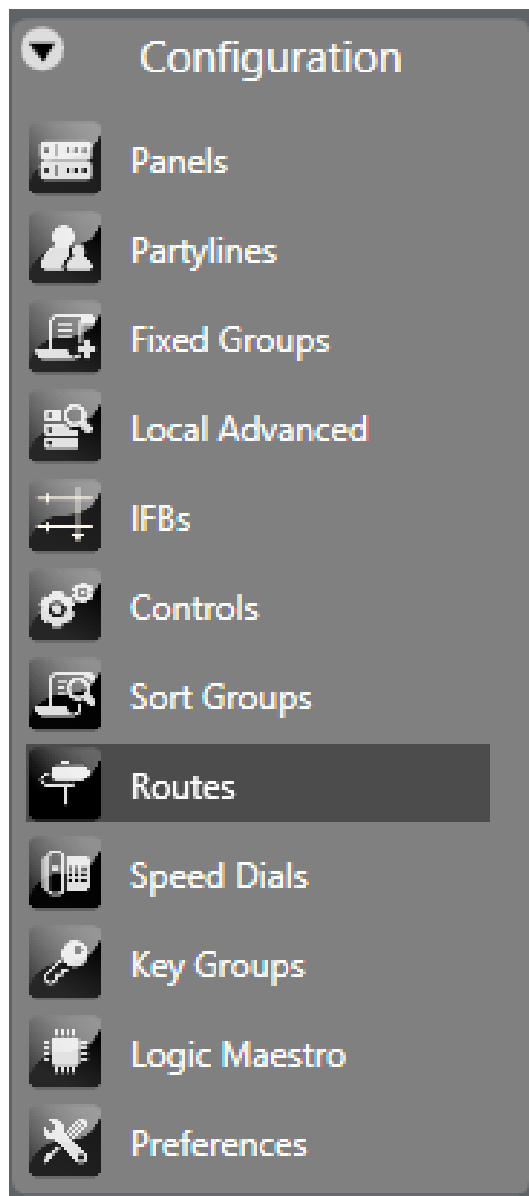 Configuration
Panels
Partylines
Fixed Groups
Local Advanced
IFBs
Controls
Sort Groups
Routes
Speed Dials
Key Groups
Logic Maestro
Preferences